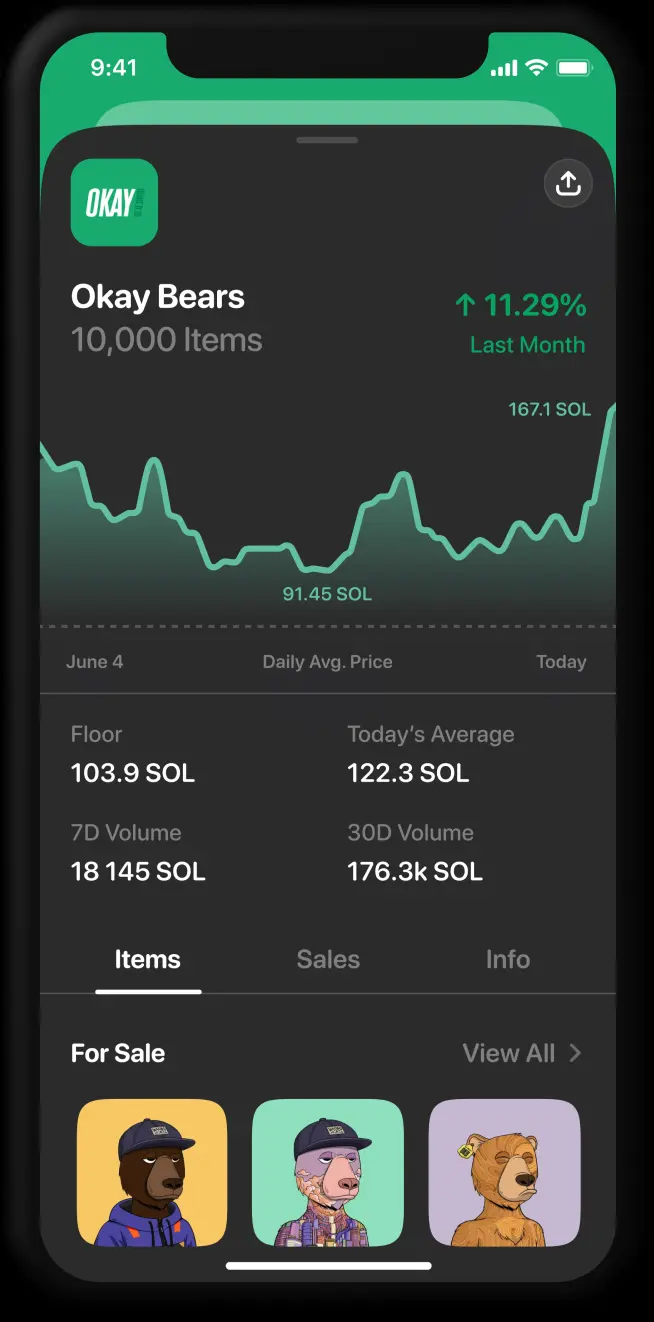 9:41
OKAY
Okay Bears
10,000 Items
↑ 11.29%
Last Month
167.1 SOL
91.45 SOL
June 4 Daily Avg. Price Today
Floor Today's Average
103.9 SOL 122.3 SOL
7D Volume 30D Volume
18 145 SOL 176.3k SOL
Items Sales Info
For Sale View All >